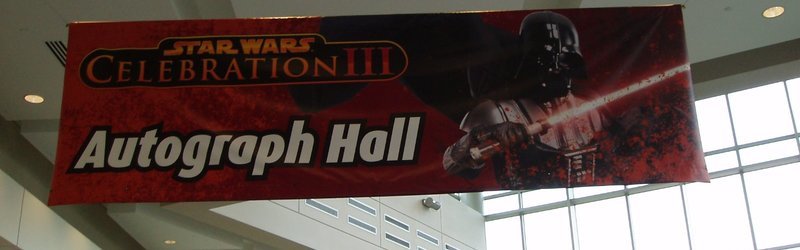 STAR WARS
CELEBRATION III
Autograph Hall